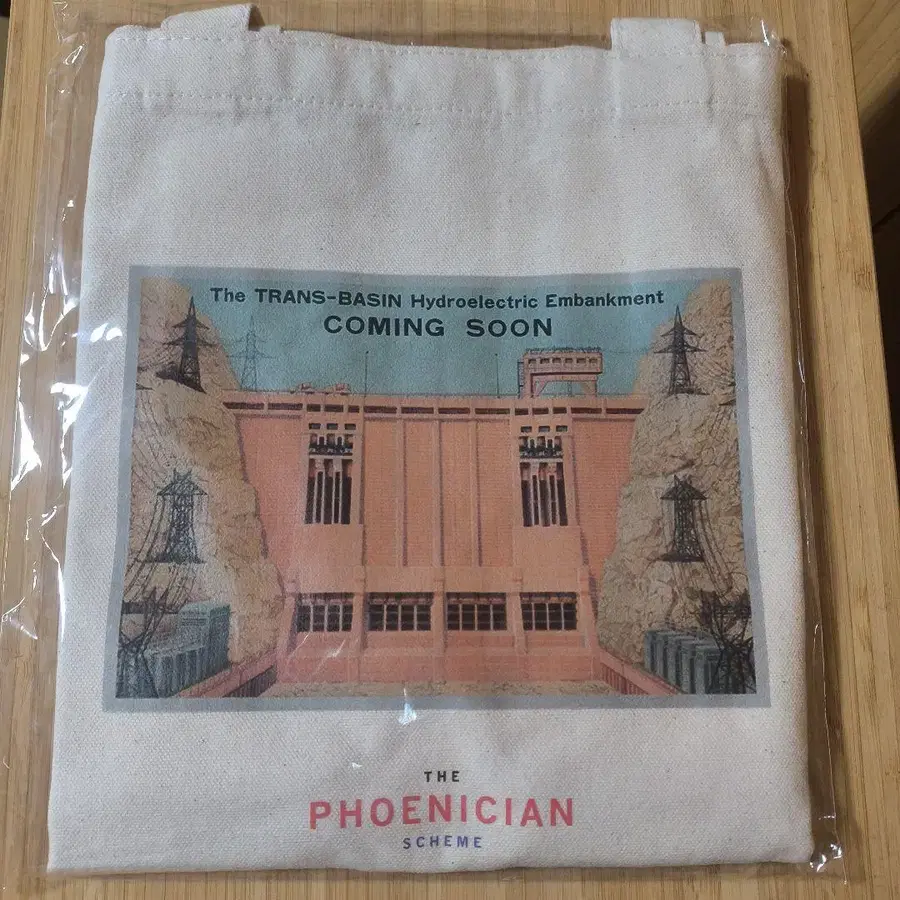 The TRANS-BASIN Hydroelectric Embankment
COMING SOON
THE
PHOENICIAN
SCHEME